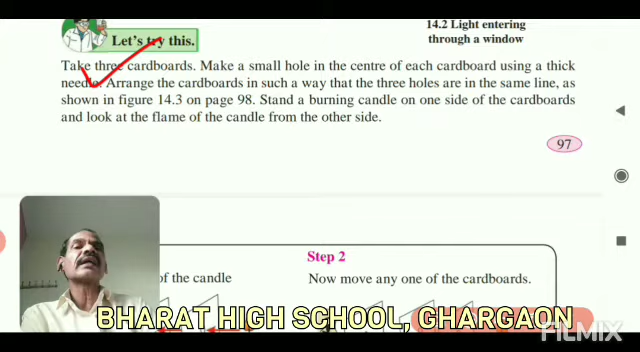 14.2 Light entering
through a window
Let's try this.
Take three cardboards. Make a small hole in the centre of each cardboard using a thick
needle. Arrange the cardboards in such a way that the three holes are in the same line, as
shown in figure 14.3 on page 98. Stand a burning candle on one side of the cardboards
and look at the flame of the candle from the other side.
97
Step 2
of the candle
Now move any one of the cardboards.
BHARAT HIGH SCHOOL, GHARGAON
FILMIX